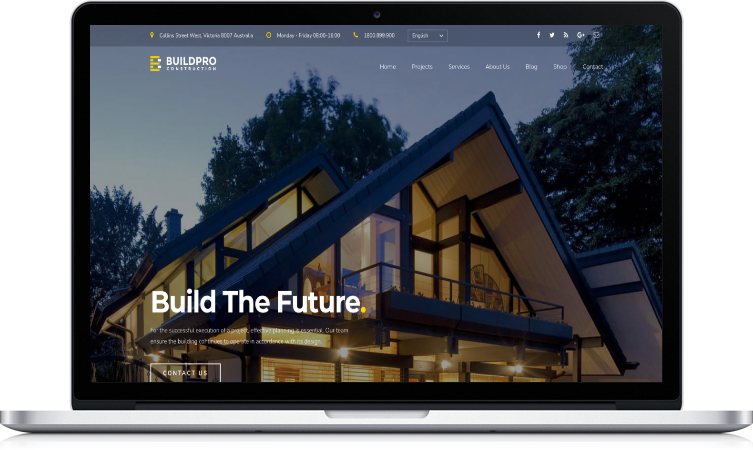 Collins Street West, Victoria 8007 Australia
Monday - Friday 08:00-18:00
1800.899.900
English
BUILDPRO
CONSTRUCTION
Home
Projects
Services
About Us
Blog
Shop
Contact
Build The Future.
For the successful execution of a project, effective planning is essential. Our team
ensure the building continues to operate in accordance with its design.
CONTACT US